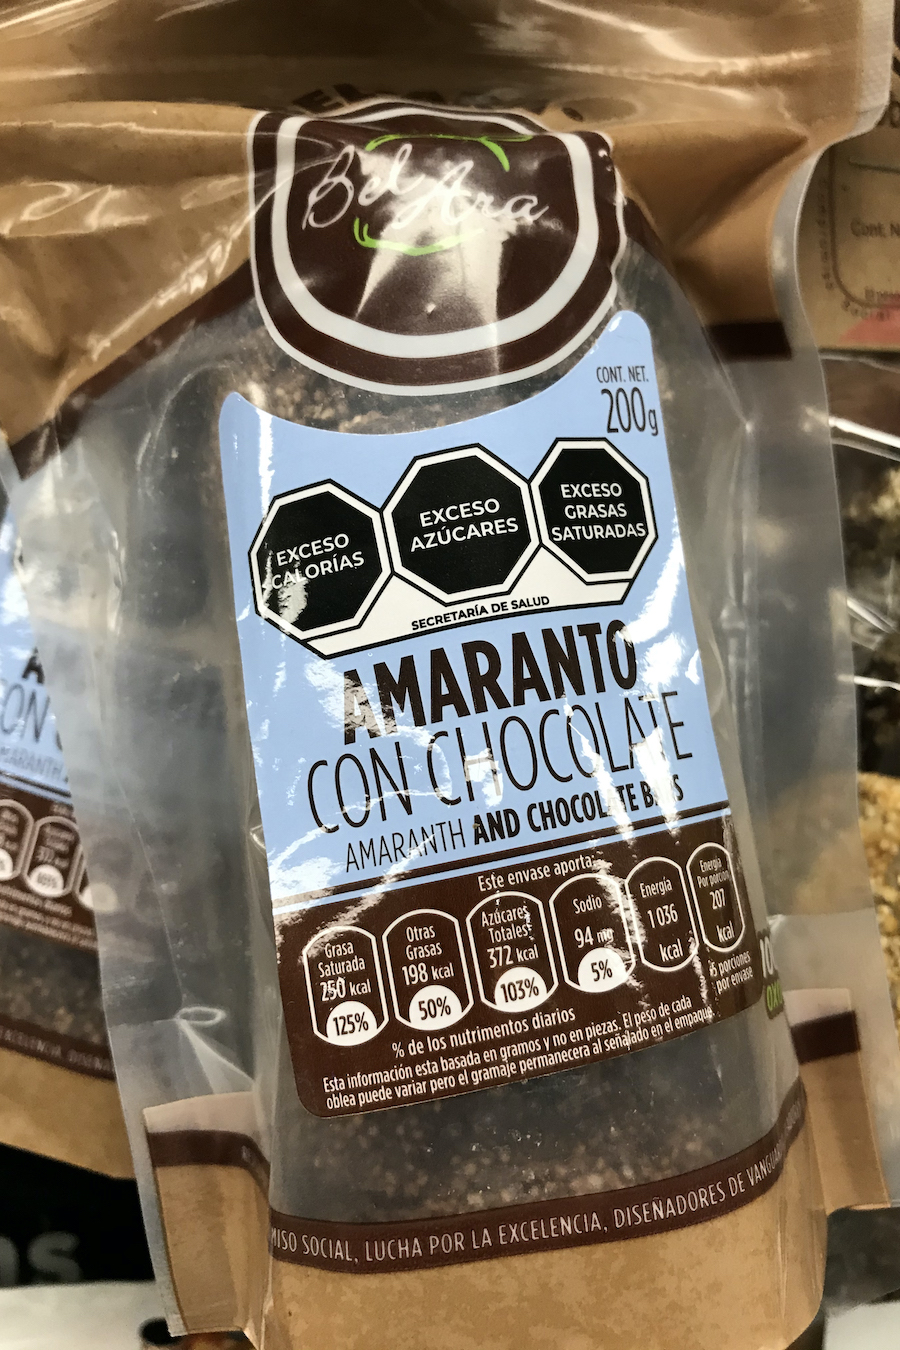 Bel Ara
CONT. NET.
200g
EXCESO
CALORÍAS
EXCESO
AZÚCARES
EXCESO
GRASAS
SATURADAS
SECRETARÍA DE SALUD
AMARANTO
CON CHOCOLATE
AMARANTH AND CHOCOLATE
Este envase aporta:
Grasa
Saturada
250 kcal
125%
Otras
Grasas
198 kcal
50%
Azúcares
Totales
372 kcal
103%
Sodio
94 mg
5%
Energía
1 036
kcal
Energía
Por porción
207
kcal
5 porciones
por envase
% de los nutrimentos diarios
Esta información esta basada en gramos y no en piezas. El peso de cada
oblea puede variar pero el gramaje permanecera al señalado en el empaque.
MISO SOCIAL, LUCHA POR LA EXCELENCIA, DISEÑADORES DE